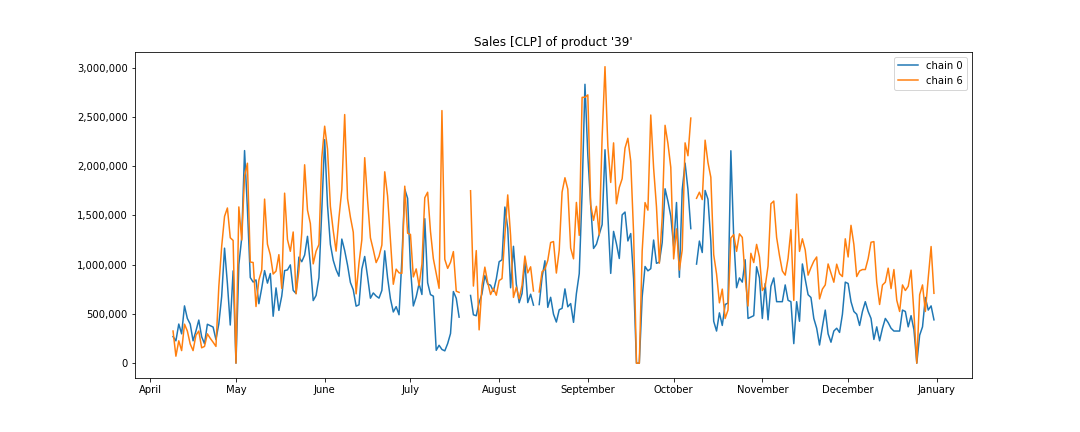 Sales [CLP] of product '39'
chain 0
chain 6
3,000,000
2,500,000
2,000,000
1,500,000
1,000,000
500,000
0
April May June July August September October November December January